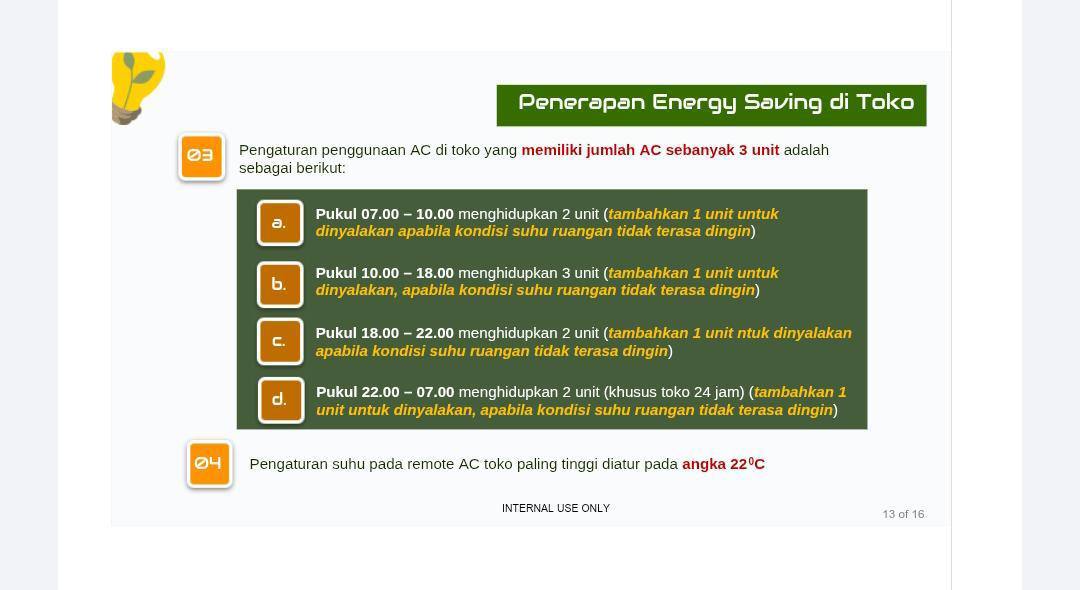 Penerapan Energy Saving di Toko
03
Pengaturan penggunaan AC di toko yang memiliki jumlah AC sebanyak 3 unit adalah
sebagai berikut:
a.
Pukul 07.00 – 10.00 menghidupkan 2 unit (tambahkan 1 unit untuk
dinyalakan apabila kondisi suhu ruangan tidak terasa dingin)
b.
Pukul 10.00 – 18.00 menghidupkan 3 unit (tambahkan 1 unit untuk
dinyalakan, apabila kondisi suhu ruangan tidak terasa dingin)
c.
Pukul 18.00 – 22.00 menghidupkan 2 unit (tambahkan 1 unit ntuk dinyalakan
apabila kondisi suhu ruangan tidak terasa dingin)
d.
Pukul 22.00 – 07.00 menghidupkan 2 unit (khusus toko 24 jam) (tambahkan 1
unit untuk dinyalakan, apabila kondisi suhu ruangan tidak terasa dingin)
04
Pengaturan suhu pada remote AC toko paling tinggi diatur pada angka 22⁰C
INTERNAL USE ONLY
13 of 16